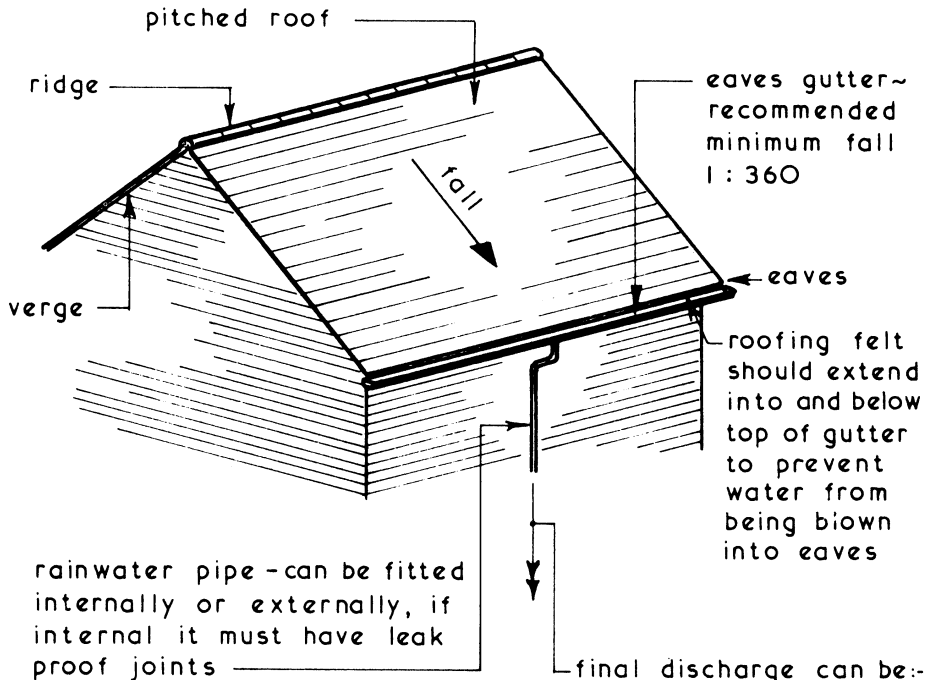 pitched roof
ridge
eaves gutter~
recommended
minimum fall
1 : 360
fall
eaves
verge
roofing felt
should extend
into and below
top of gutter
to prevent
water from
being blown
into eaves
rainwater pipe - can be fitted
internally or externally, if
internal it must have leak
proof joints
final discharge can be:-